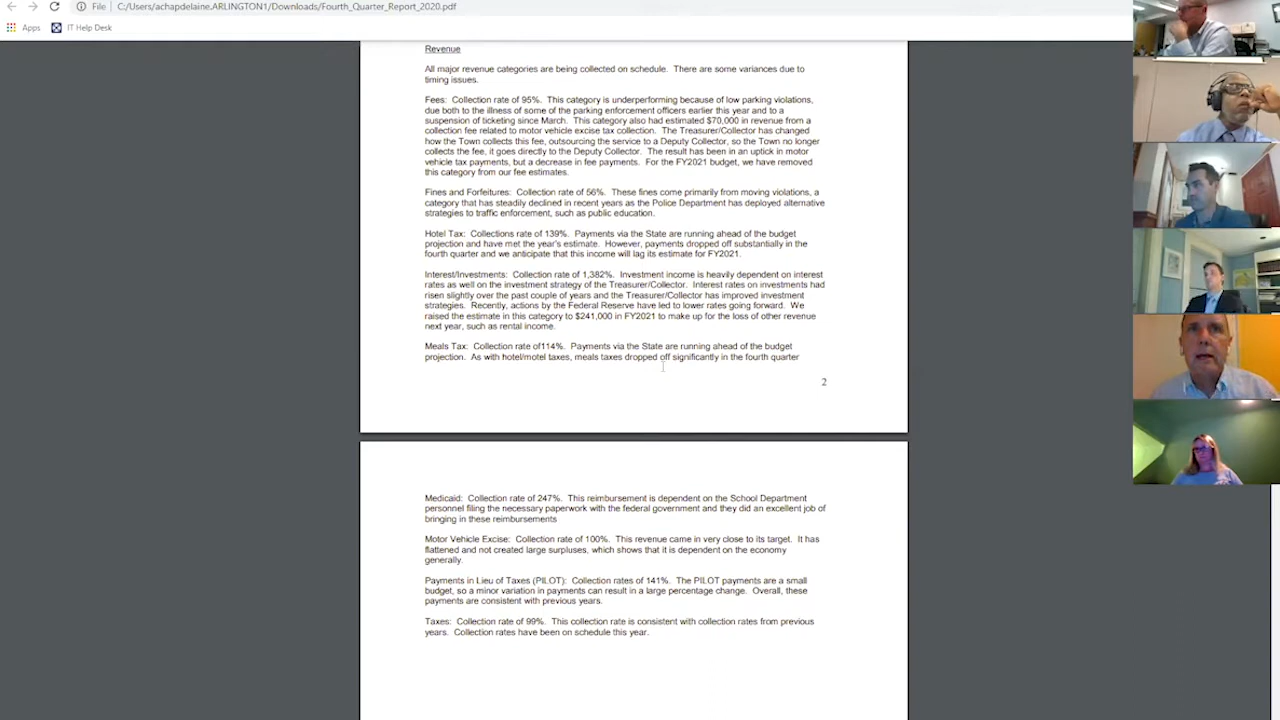 File
C:/Users/achapdelaine.ARLINGTON1/Downloads/Fourth_Quarter_Report_2020.pdf
Apps
IT Help Desk
Revenue
All major revenue categories are being collected on schedule. There are some variances due to
timing issues.
Fees: Collection rate of 95%. This category is underperforming because of low parking violations,
due both to the illness of some of the parking enforcement officers earlier this year and to a
suspension of ticketing since March. This category also had estimated $70,000 in revenue from a
collection fee related to motor vehicle excise tax collection. The Treasurer/Collector has changed
how the Town collects this fee, outsourcing the service to a Deputy Collector, so the Town no longer
collects the fee, it goes directly to the Deputy Collector. The result has been in an uptick in motor
vehicle tax payments, but a decrease in fee payments. For the FY2021 budget, we have removed
this category from our fee estimates.
Fines and Forfeitures: Collection rate of 56%. These fines come primarily from moving violations, a
category that has steadily declined in recent years as the Police Department has deployed alternative
strategies to traffic enforcement, such as public education.
Hotel Tax: Collections rate of 139%. Payments via the State are running ahead of the budget
projection and have met the year's estimate. However, payments dropped off substantially in the
fourth quarter and we anticipate that this income will lag its estimate for FY2021.
Interest/Investments: Collection rate of 1,382%. Investment income is heavily dependent on interest
rates as well on the investment strategy of the Treasurer/Collector. Interest rates on investments had
risen slightly over the past couple of years and the Treasurer/Collector has improved investment
strategies. Recently, actions by the Federal Reserve have led to lower rates going forward. We
raised the estimate in this category to $241,000 in FY2021 to make up for the loss of other revenue
next year, such as rental income.
Meals Tax: Collection rate of114%. Payments via the State are running ahead of the budget
projection. As with hotel/motel taxes, meals taxes dropped off significantly in the fourth quarter
2
Medicaid: Collection rate of 247%. This reimbursement is dependent on the School Department
personnel filing the necessary paperwork with the federal government and they did an excellent job of
bringing in these reimbursements
Motor Vehicle Excise: Collection rate of 100%. This revenue came in very close to its target. It has
flattened and not created large surpluses, which shows that it is dependent on the economy
generally.
Payments in Lieu of Taxes (PILOT): Collection rates of 141%. The PILOT payments are a small
budget, so a minor variation in payments can result in a large percentage change. Overall, these
payments are consistent with previous years.
Taxes: Collection rate of 99%. This collection rate is consistent with collection rates from previous
years. Collection rates have been on schedule this year.